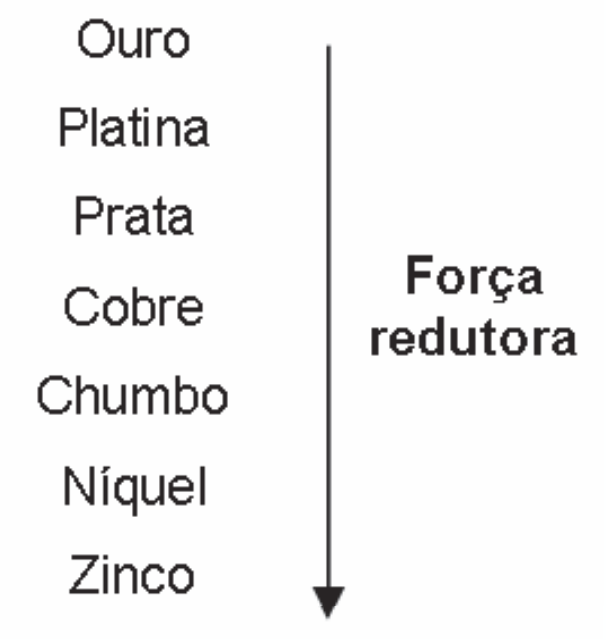 Ouro
Platina
Prata
Cobre
Chumbo
Níquel
Zinco
Força
redutora